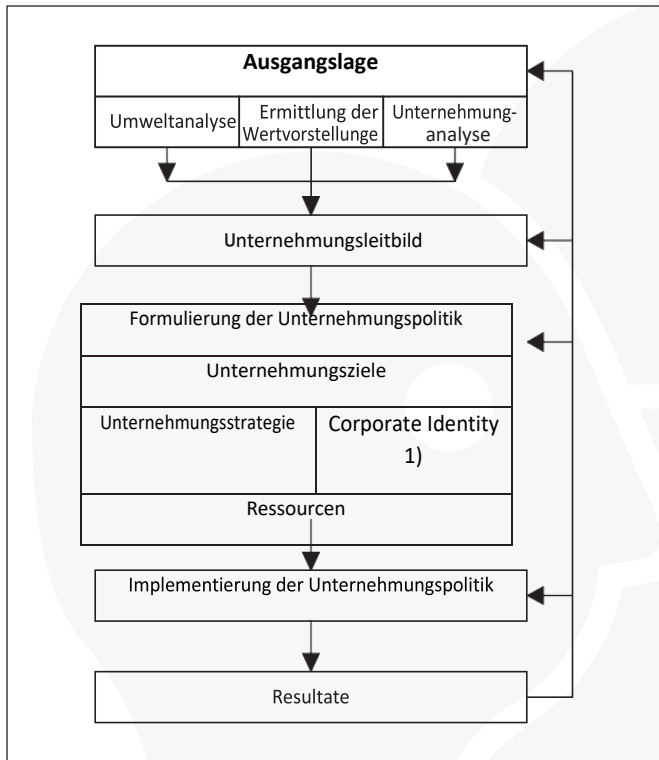 Ausgangslage
Umweltanalyse
Ermittlung der
Wertvorstellunge
Unternehmung-
analyse
Unternehmungsleitbild
Formulierung der Unternehmungspolitik
Unternehmungsziele
Unternehmungsstrategie
Corporate Identity
1)
Ressourcen
Implementierung der Unternehmungspolitik
Resultate